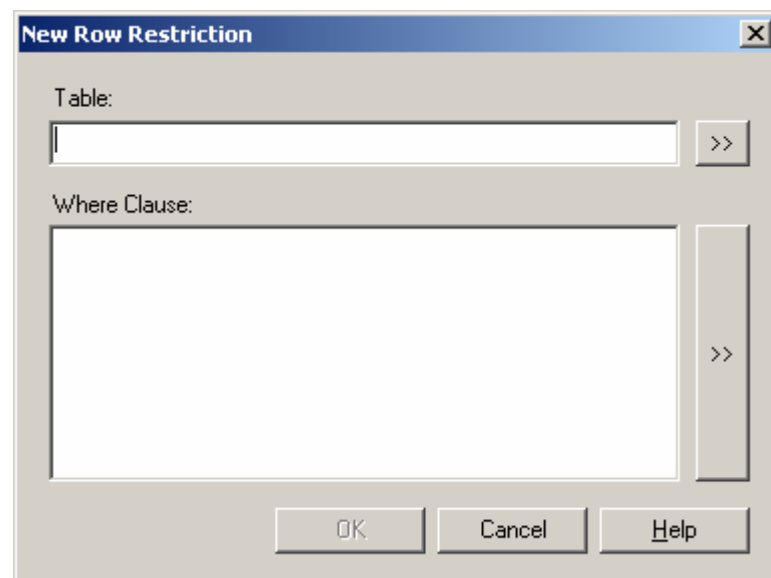 New Row Restriction
Table:
>>
Where Clause:
>>
OK Cancel Help